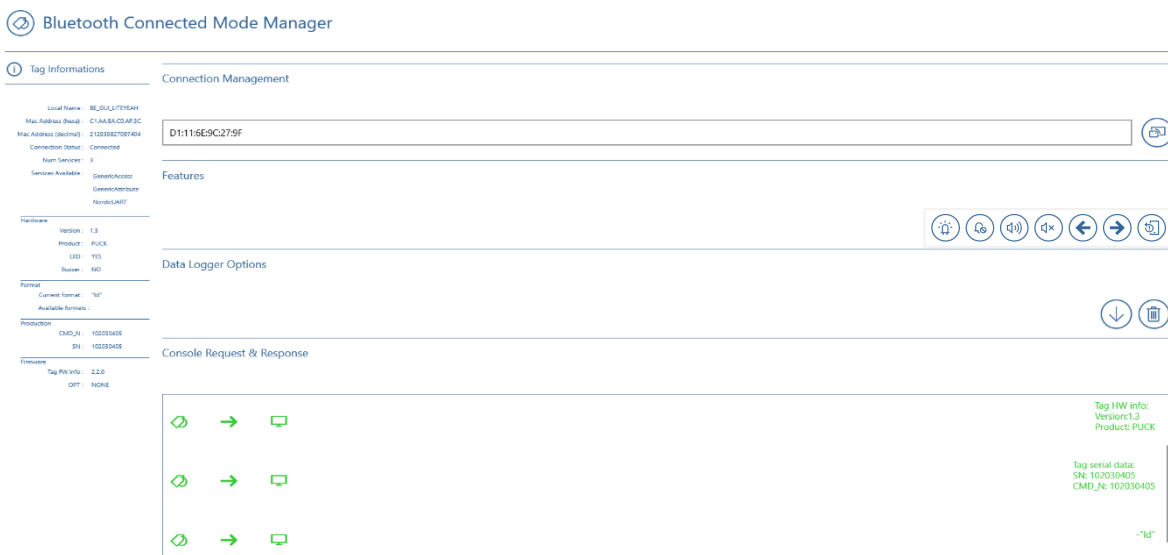 Bluetooth Connected Mode Manager
Tag Informations
Local Name : BE_GUI_LITEYEAH
Mac Address (hexa) : C1:AA:EA:C0:AF:3C
Mac Address (decimal) : 212939827097404
Connection Status : Connected
Num Services : 3
Services Available :
GenericAccess
GenericAttribute
NordicUART
Hardware
Version : 1.3
Product : PUCK
LED : YES
Buzzer : NO
Format
Current format : "Id"
Available formats :
Production
CMD_N : 102030405
SN : 102030405
Firmware
Tag FW Info : 2.2.0
OPT : NONE
Connection Management
D1:11:6E:9C:27:9F
Features
Data Logger Options
Console Request & Response
Tag HW info:
Version:1.3
Product: PUCK
Tag serial data:
SN: 102030405
CMD_N: 102030405
-"Id"